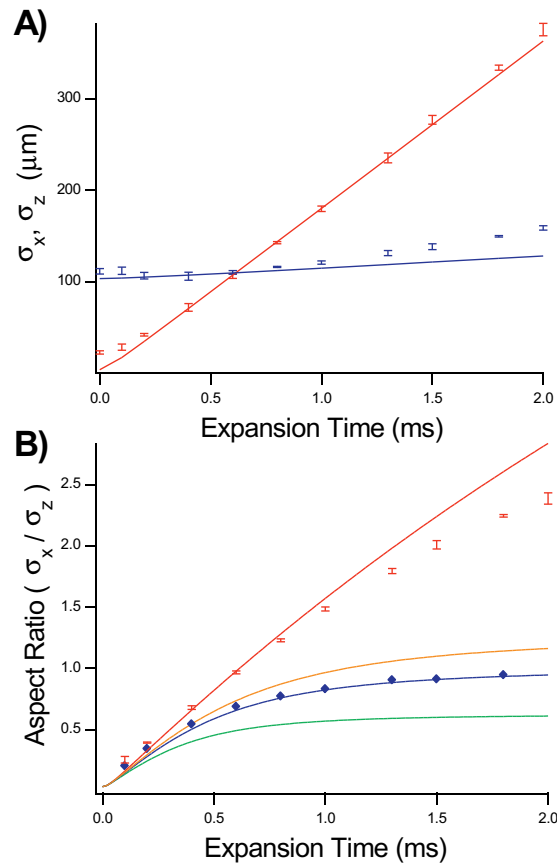 A)
300
200
100
σx, σz (μm)
0.0 0.5 1.0 1.5 2.0
Expansion Time (ms)
B)
2.5
2.0
1.5
1.0
0.5
Aspect Ratio ( σx / σz )
0.0 0.5 1.0 1.5 2.0
Expansion Time (ms)